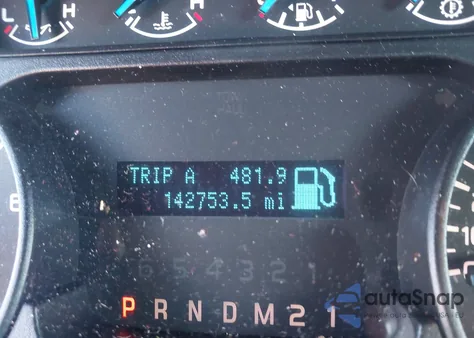 L H H
TRIP A 481.9
142753.5 mi
6 5 4 3 2 1
P R N D M 2 1
autoSnap